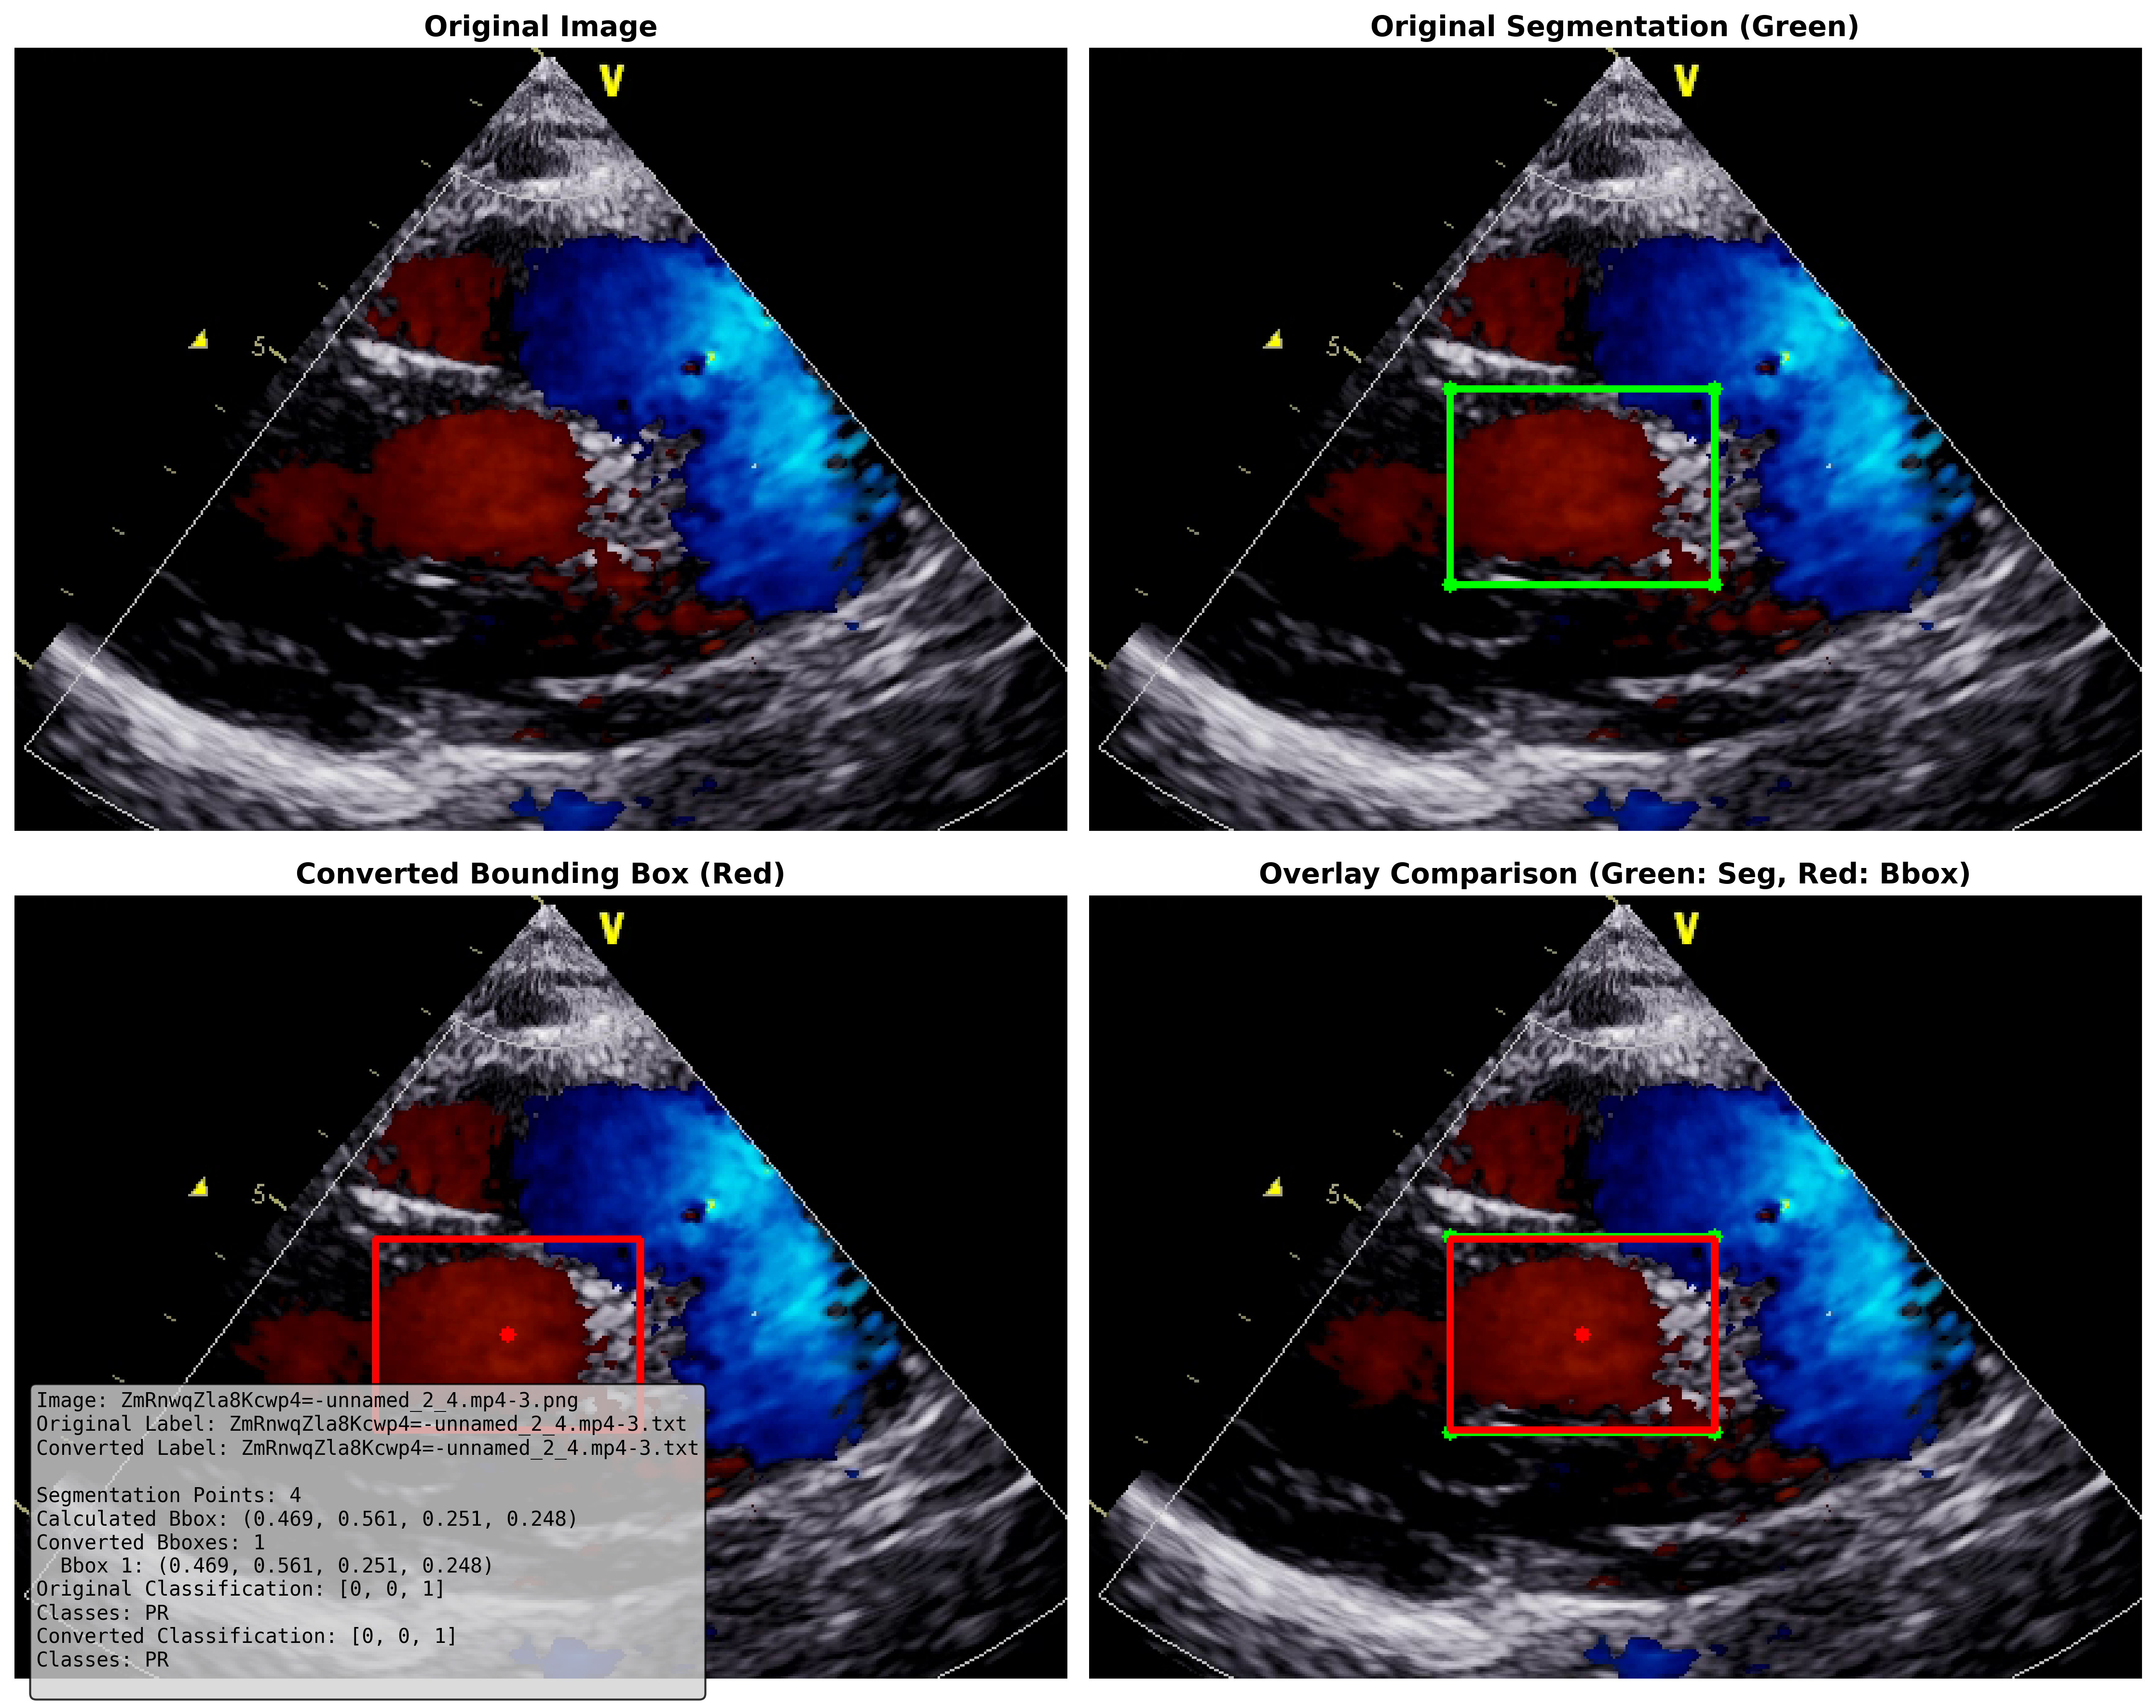 Original Image
Original Segmentation (Green)
V
5
V
5
Converted Bounding Box (Red)
Overlay Comparison (Green: Seg, Red: Bbox)
V
5
V
5
Image: ZmRnwqZla8Kcwp4=-unnamed_2_4.mp4-3.png
Original Label: ZmRnwqZla8Kcwp4=-unnamed_2_4.mp4-3.txt
Converted Label: ZmRnwqZla8Kcwp4=-unnamed_2_4.mp4-3.txt
Segmentation Points: 4
Calculated Bbox: (0.469, 0.561, 0.251, 0.248)
Converted Bboxes: 1
Bbox 1: (0.469, 0.561, 0.251, 0.248)
Original Classification: [0, 0, 1]
Classes: PR
Converted Classification: [0, 0, 1]
Classes: PR